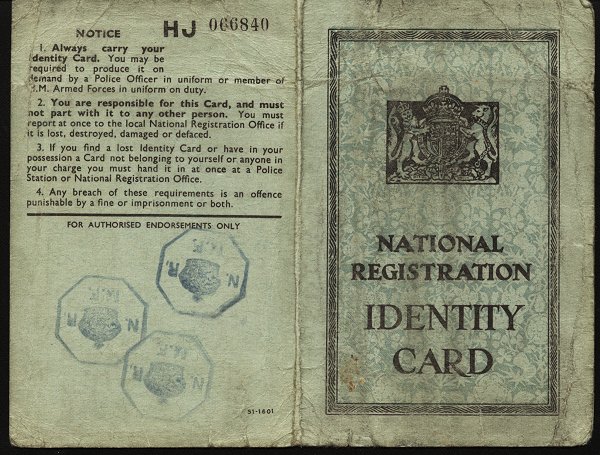 NOTICE
HJ 066840
1. Always carry your
Identity Card. You may be
required to produce it on
demand by a Police Officer in uniform or member of
H.M. Armed Forces in uniform on duty.
2. You are responsible for this Card, and must
not part with it to any other person. You must
report at once to the local National Registration Office if
it is lost, destroyed, damaged or defaced.
3. If you find a lost Identity Card or have in your
possession a Card not belonging to yourself or anyone in
your charge you must hand it in at once at a Police
Station or National Registration Office.
4. Any breach of these requirements is an offence
punishable by a fine or imprisonment or both.
FOR AUTHORISED ENDORSEMENTS ONLY
N. R.
N. R.
N. R.
51-1601
NATIONAL
REGISTRATION
IDENTITY
CARD